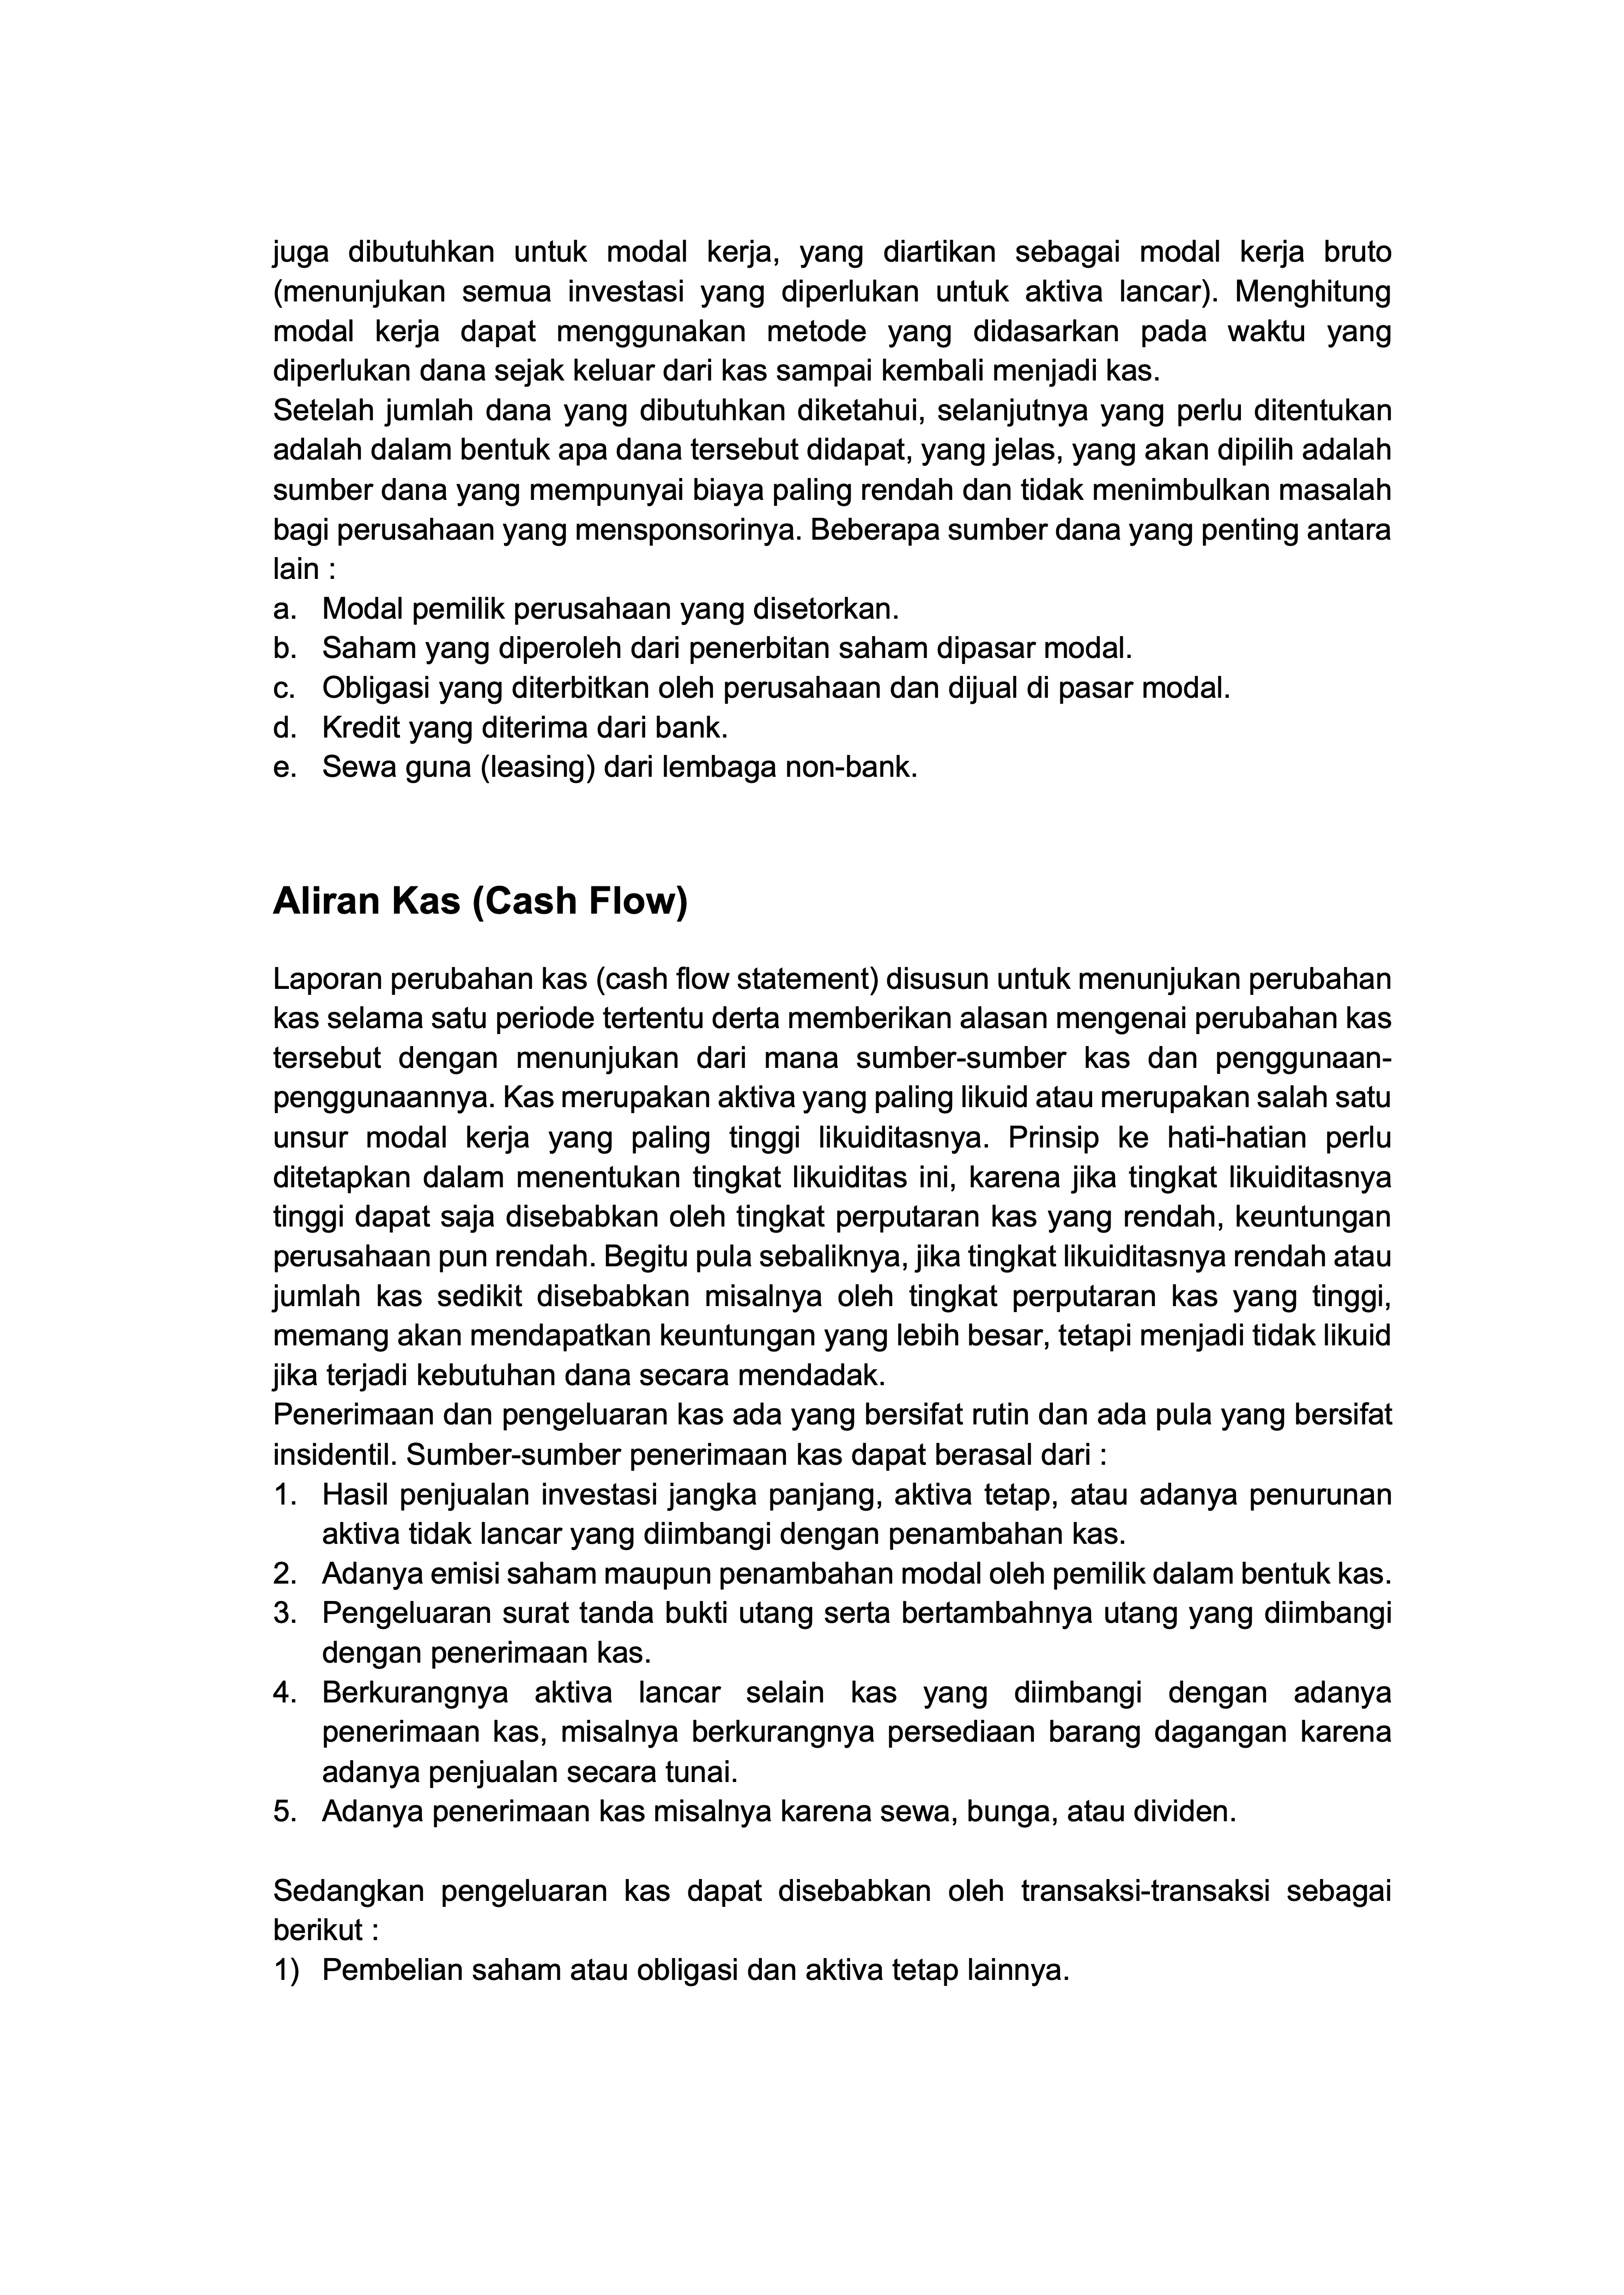 juga dibutuhkan untuk modal kerja, yang diartikan sebagai modal kerja bruto
(menunjukan semua investasi yang diperlukan untuk aktiva lancar). Menghitung
modal kerja dapat menggunakan metode yang didasarkan pada waktu yang
diperlukan dana sejak keluar dari kas sampai kembali menjadi kas.
Setelah jumlah dana yang dibutuhkan diketahui, selanjutnya yang perlu ditentukan
adalah dalam bentuk apa dana tersebut didapat, yang jelas, yang akan dipilih adalah
sumber dana yang mempunyai biaya paling rendah dan tidak menimbulkan masalah
bagi perusahaan yang mensponsorinya. Beberapa sumber dana yang penting antara
lain :
a. Modal pemilik perusahaan yang disetorkan.
b. Saham yang diperoleh dari penerbitan saham dipasar modal.
c. Obligasi yang diterbitkan oleh perusahaan dan dijual di pasar modal.
d. Kredit yang diterima dari bank.
e. Sewa guna (leasing) dari lembaga non-bank.
Aliran Kas (Cash Flow)
Laporan perubahan kas (cash flow statement) disusun untuk menunjukan perubahan
kas selama satu periode tertentu derta memberikan alasan mengenai perubahan kas
tersebut dengan menunjukan dari mana sumber-sumber kas dan penggunaan-
penggunaannya. Kas merupakan aktiva yang paling likuid atau merupakan salah satu
unsur modal kerja yang paling tinggi likuiditasnya. Prinsip ke hati-hatian perlu
ditetapkan dalam menentukan tingkat likuiditas ini, karena jika tingkat likuiditasnya
tinggi dapat saja disebabkan oleh tingkat perputaran kas yang rendah, keuntungan
perusahaan pun rendah. Begitu pula sebaliknya, jika tingkat likuiditasnya rendah atau
jumlah kas sedikit disebabkan misalnya oleh tingkat perputaran kas yang tinggi,
memang akan mendapatkan keuntungan yang lebih besar, tetapi menjadi tidak likuid
jika terjadi kebutuhan dana secara mendadak.
Penerimaan dan pengeluaran kas ada yang bersifat rutin dan ada pula yang bersifat
insidentil. Sumber-sumber penerimaan kas dapat berasal dari :
1. Hasil penjualan investasi jangka panjang, aktiva tetap, atau adanya penurunan
aktiva tidak lancar yang diimbangi dengan penambahan kas.
2. Adanya emisi saham maupun penambahan modal oleh pemilik dalam bentuk kas.
3. Pengeluaran surat tanda bukti utang serta bertambahnya utang yang diimbangi
dengan penerimaan kas.
4. Berkurangnya aktiva lancar selain kas yang diimbangi dengan adanya
penerimaan kas, misalnya berkurangnya persediaan barang dagangan karena
adanya penjualan secara tunai.
5. Adanya penerimaan kas misalnya karena sewa, bunga, atau dividen.
Sedangkan pengeluaran kas dapat disebabkan oleh transaksi-transaksi sebagai
berikut :
1) Pembelian saham atau obligasi dan aktiva tetap lainnya.